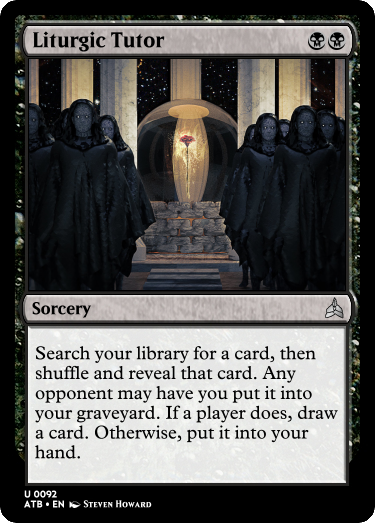 Liturgic Tutor
Sorcery
Search your library for a card, then
shuffle and reveal that card. Any
opponent may have you put it into
your graveyard. If a player does, draw
a card. Otherwise, put it into your
hand.
U 0092
ATB • EN Steven Howard